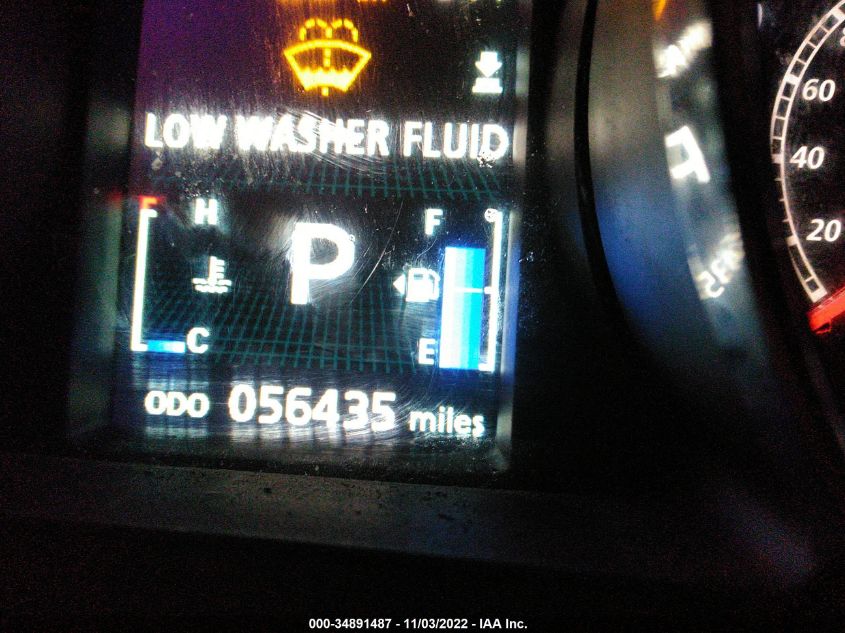 LOW WASHER FLUID
H
F
P
E
C
ODO 056435 miles
60
40
20
000-34891487 - 11/03/2022 - IAA Inc.